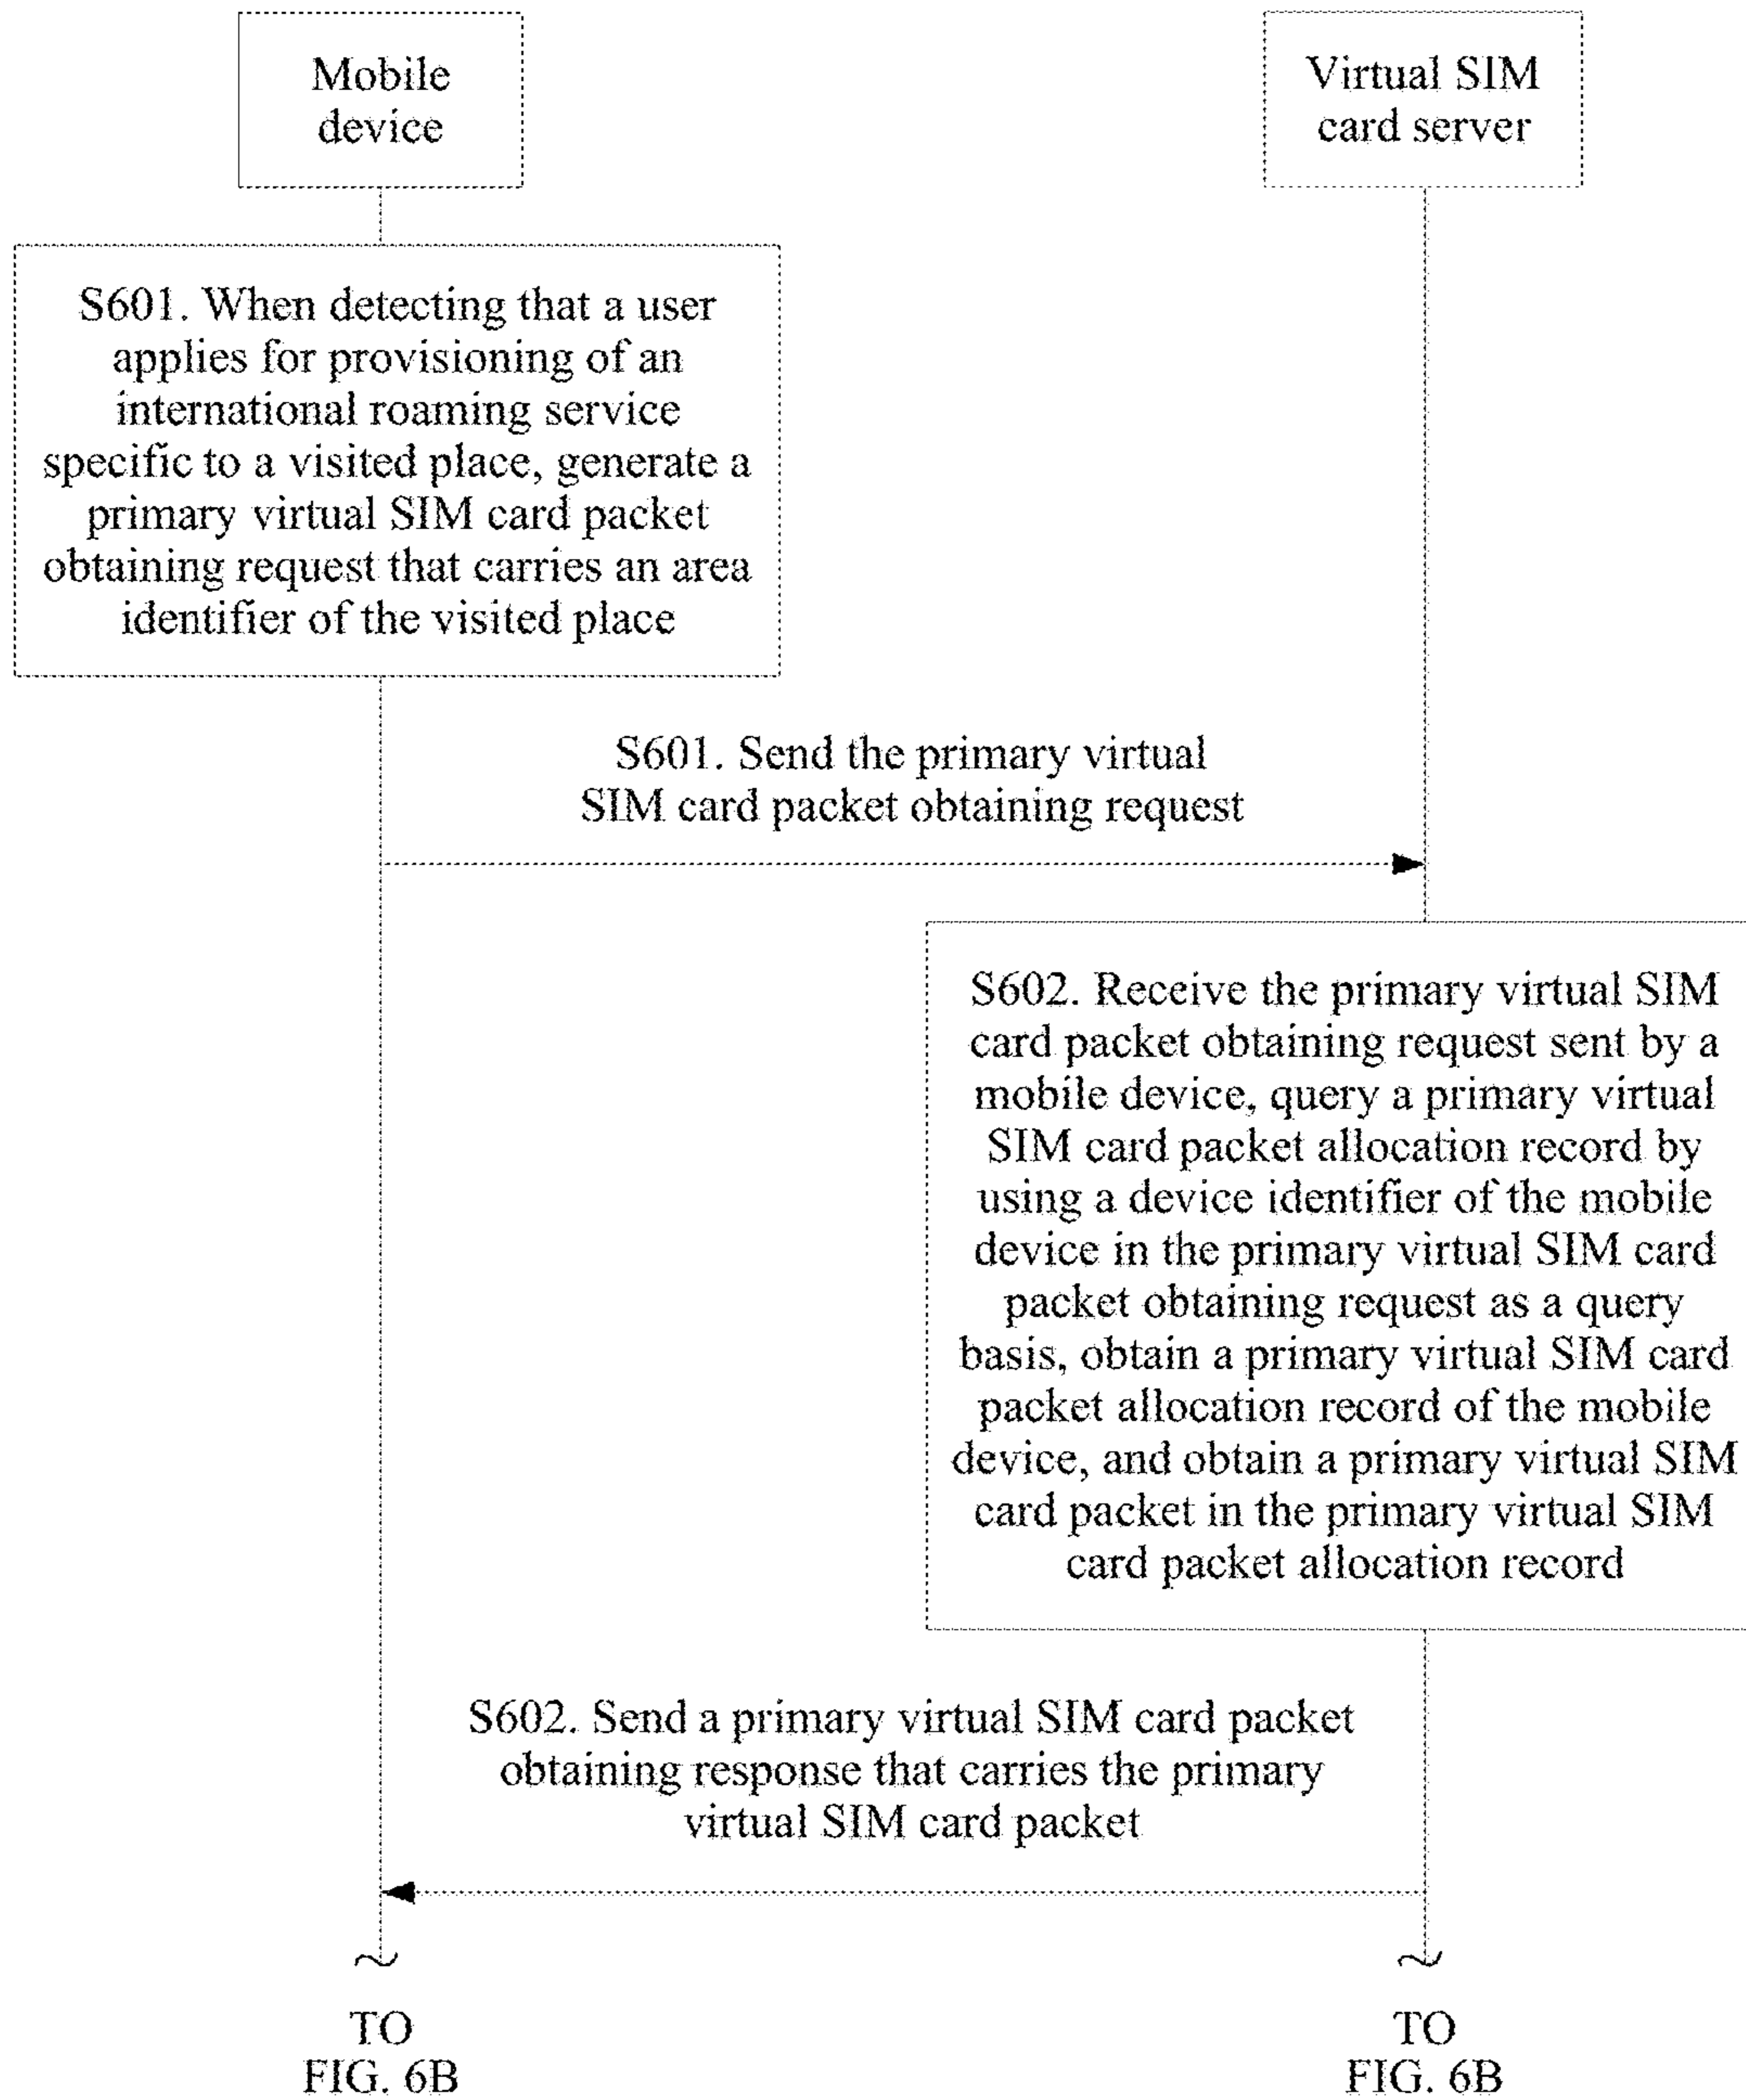 Mobile
device
Virtual SIM
card server
S601. When detecting that a user
applies for provisioning of an
international roaming service
specific to a visited place, generate a
primary virtual SIM card packet
obtaining request that carries an area
identifier of the visited place
S601. Send the primary virtual
SIM card packet obtaining request
S602. Receive the primary virtual SIM
card packet obtaining request sent by a
mobile device, query a primary virtual
SIM card packet allocation record by
using a device identifier of the mobile
device in the primary virtual SIM card
packet obtaining request as a query
basis, obtain a primary virtual SIM card
packet allocation record of the mobile
device, and obtain a primary virtual SIM
card packet in the primary virtual SIM
card packet allocation record
S602. Send a primary virtual SIM card packet
obtaining response that carries the primary
virtual SIM card packet
TO
FIG. 6B
TO
FIG. 6B